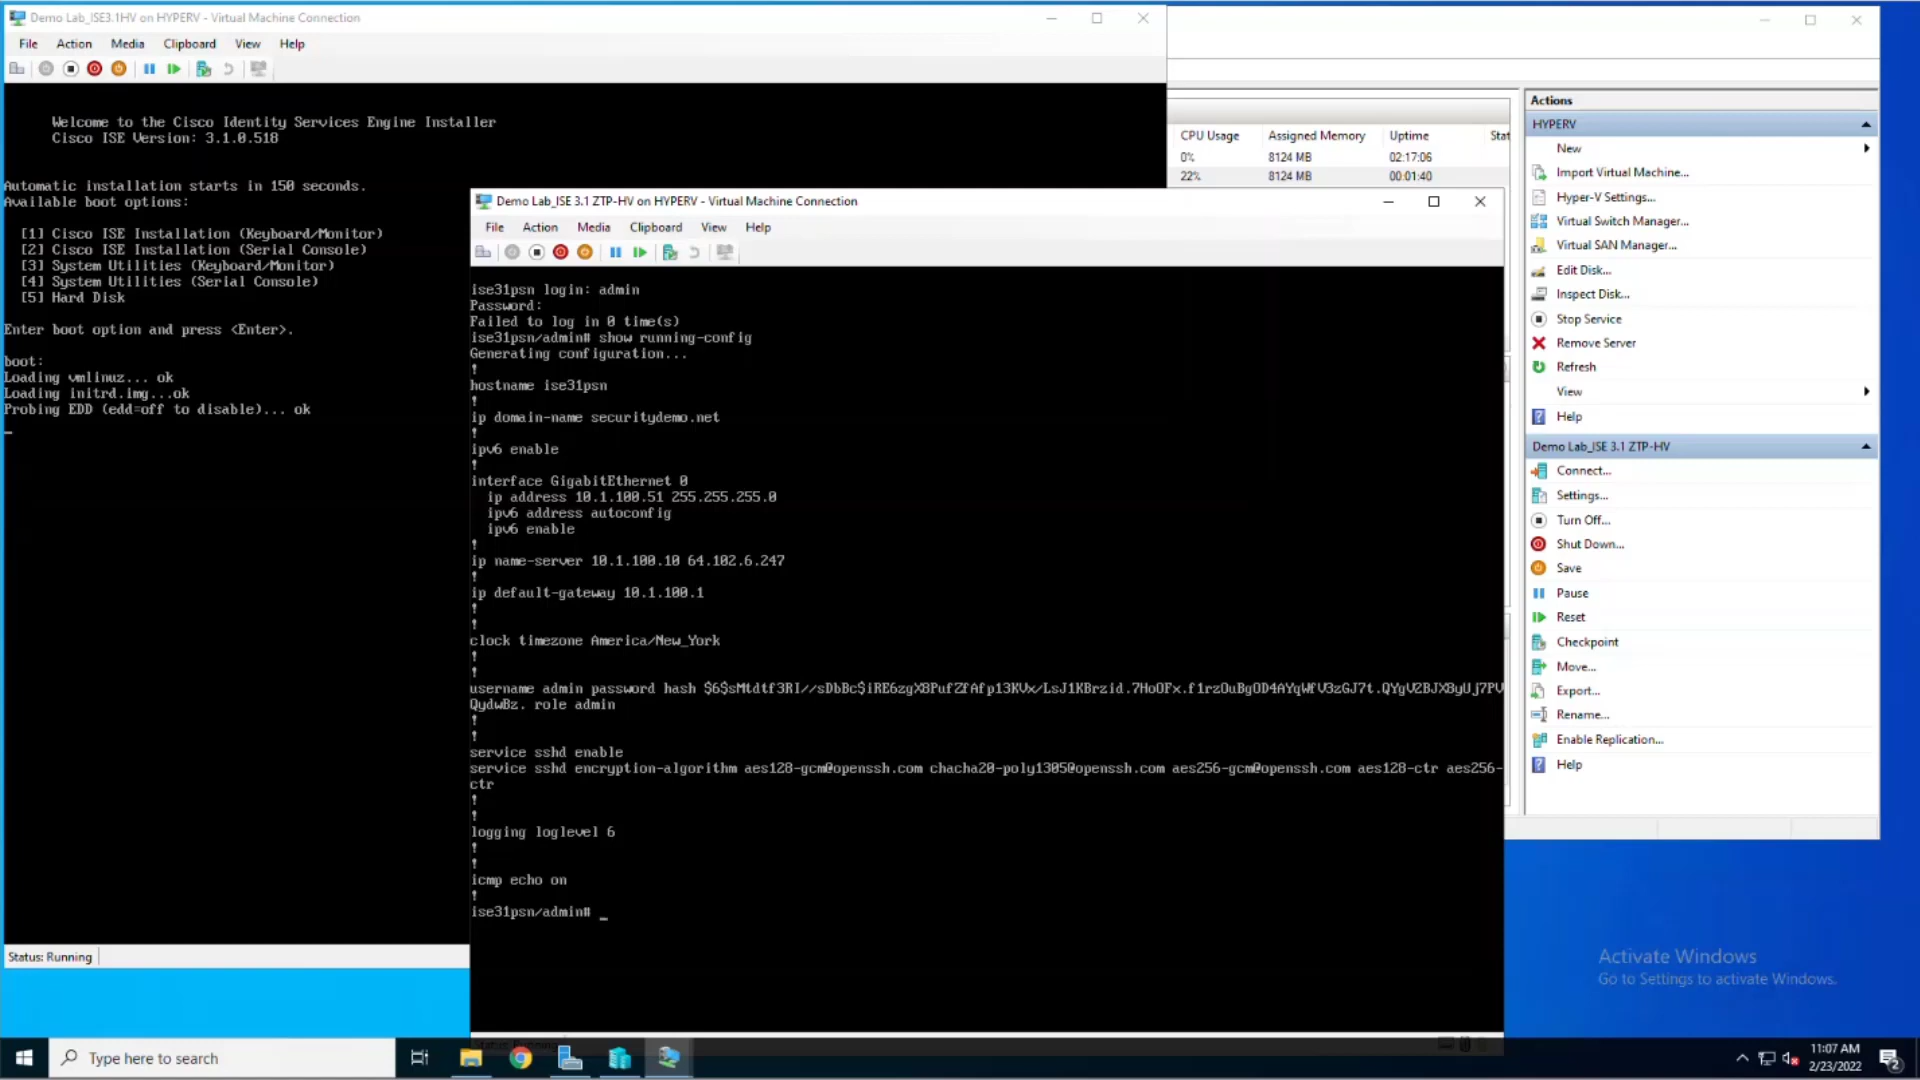 Demo Lab_ISE3.1HV on HYPERV - Virtual Machine Connection
File Action Media Clipboard View Help
Welcome to the Cisco Identity Services Engine Installer
Cisco ISE Version: 3.1.0.518
Automatic installation starts in 150 seconds.
Available boot options:
[1] Cisco ISE Installation (Keyboard/Monitor)
[2] Cisco ISE Installation (Serial Console)
[3] System Utilities (Keyboard/Monitor)
[4] System Utilities (Serial Console)
[5] Hard Disk
Enter boot option and press <Enter>.
boot:
Loading vmlinuz... ok
Loading initrd.img...ok
Probing EDD (edd=off to disable)... ok
_
Status: Running
CPU Usage Assigned Memory Uptime Stat
0% 8124 MB 02:17:06
22% 8124 MB 00:01:40
Demo Lab_ISE 3.1 ZTP-HV on HYPERV - Virtual Machine Connection
File Action Media Clipboard View Help
ise31psn login: admin
Password:
Failed to log in 0 time(s)
ise31psn/admin# show running-config
Generating configuration...
!
hostname ise31psn
!
ip domain-name securitydemo.net
!
ipv6 enable
!
interface GigabitEthernet 0
ip address 10.1.100.51 255.255.255.0
ipv6 address autoconfig
ipv6 enable
!
ip name-server 10.1.100.10 64.102.6.247
!
ip default-gateway 10.1.100.1
!
!
clock timezone America/New_York
!
!
username admin password hash
role admin
!
!
service sshd enable
service sshd encryption-algorithm aes128-gcm@openssh.com chacha20-poly1305@openssh.com aes256-gcm@openssh.com aes128-ctr aes256-
ctr
!
!
logging loglevel 6
!
!
icmp echo on
!
ise31psn/admin# _
Actions
HYPERV
New
Import Virtual Machine...
Hyper-V Settings...
Virtual Switch Manager...
Virtual SAN Manager...
Edit Disk...
Inspect Disk...
Stop Service
Remove Server
Refresh
View
Help
Demo Lab_ISE 3.1 ZTP-HV
Connect...
Settings...
Turn Off...
Shut Down...
Save
Pause
Reset
Checkpoint
Move...
Export...
Rename...
Enable Replication...
Help
Activate Windows
Go to Settings to activate Windows.
Type here to search
11:07 AM
2/23/2022
2